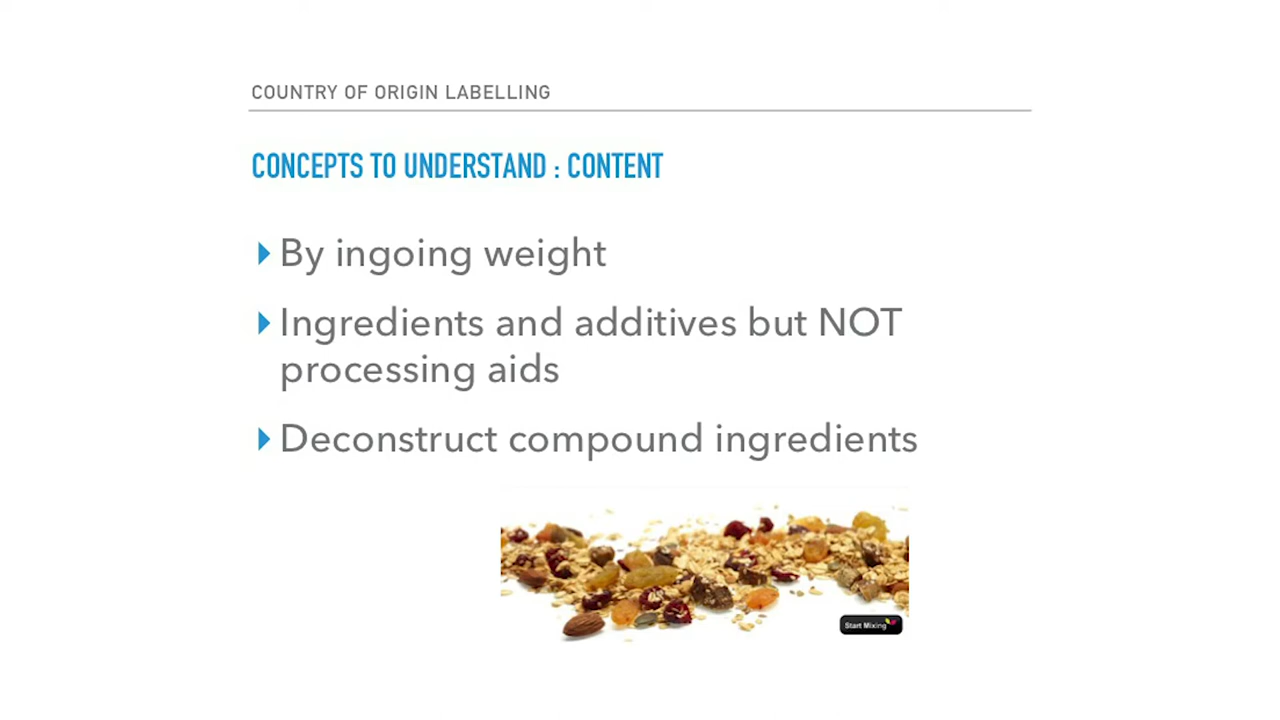 COUNTRY OF ORIGIN LABELLING
CONCEPTS TO UNDERSTAND : CONTENT
By ingoing weight
Ingredients and additives but NOT
processing aids
Deconstruct compound ingredients
Start Mixing